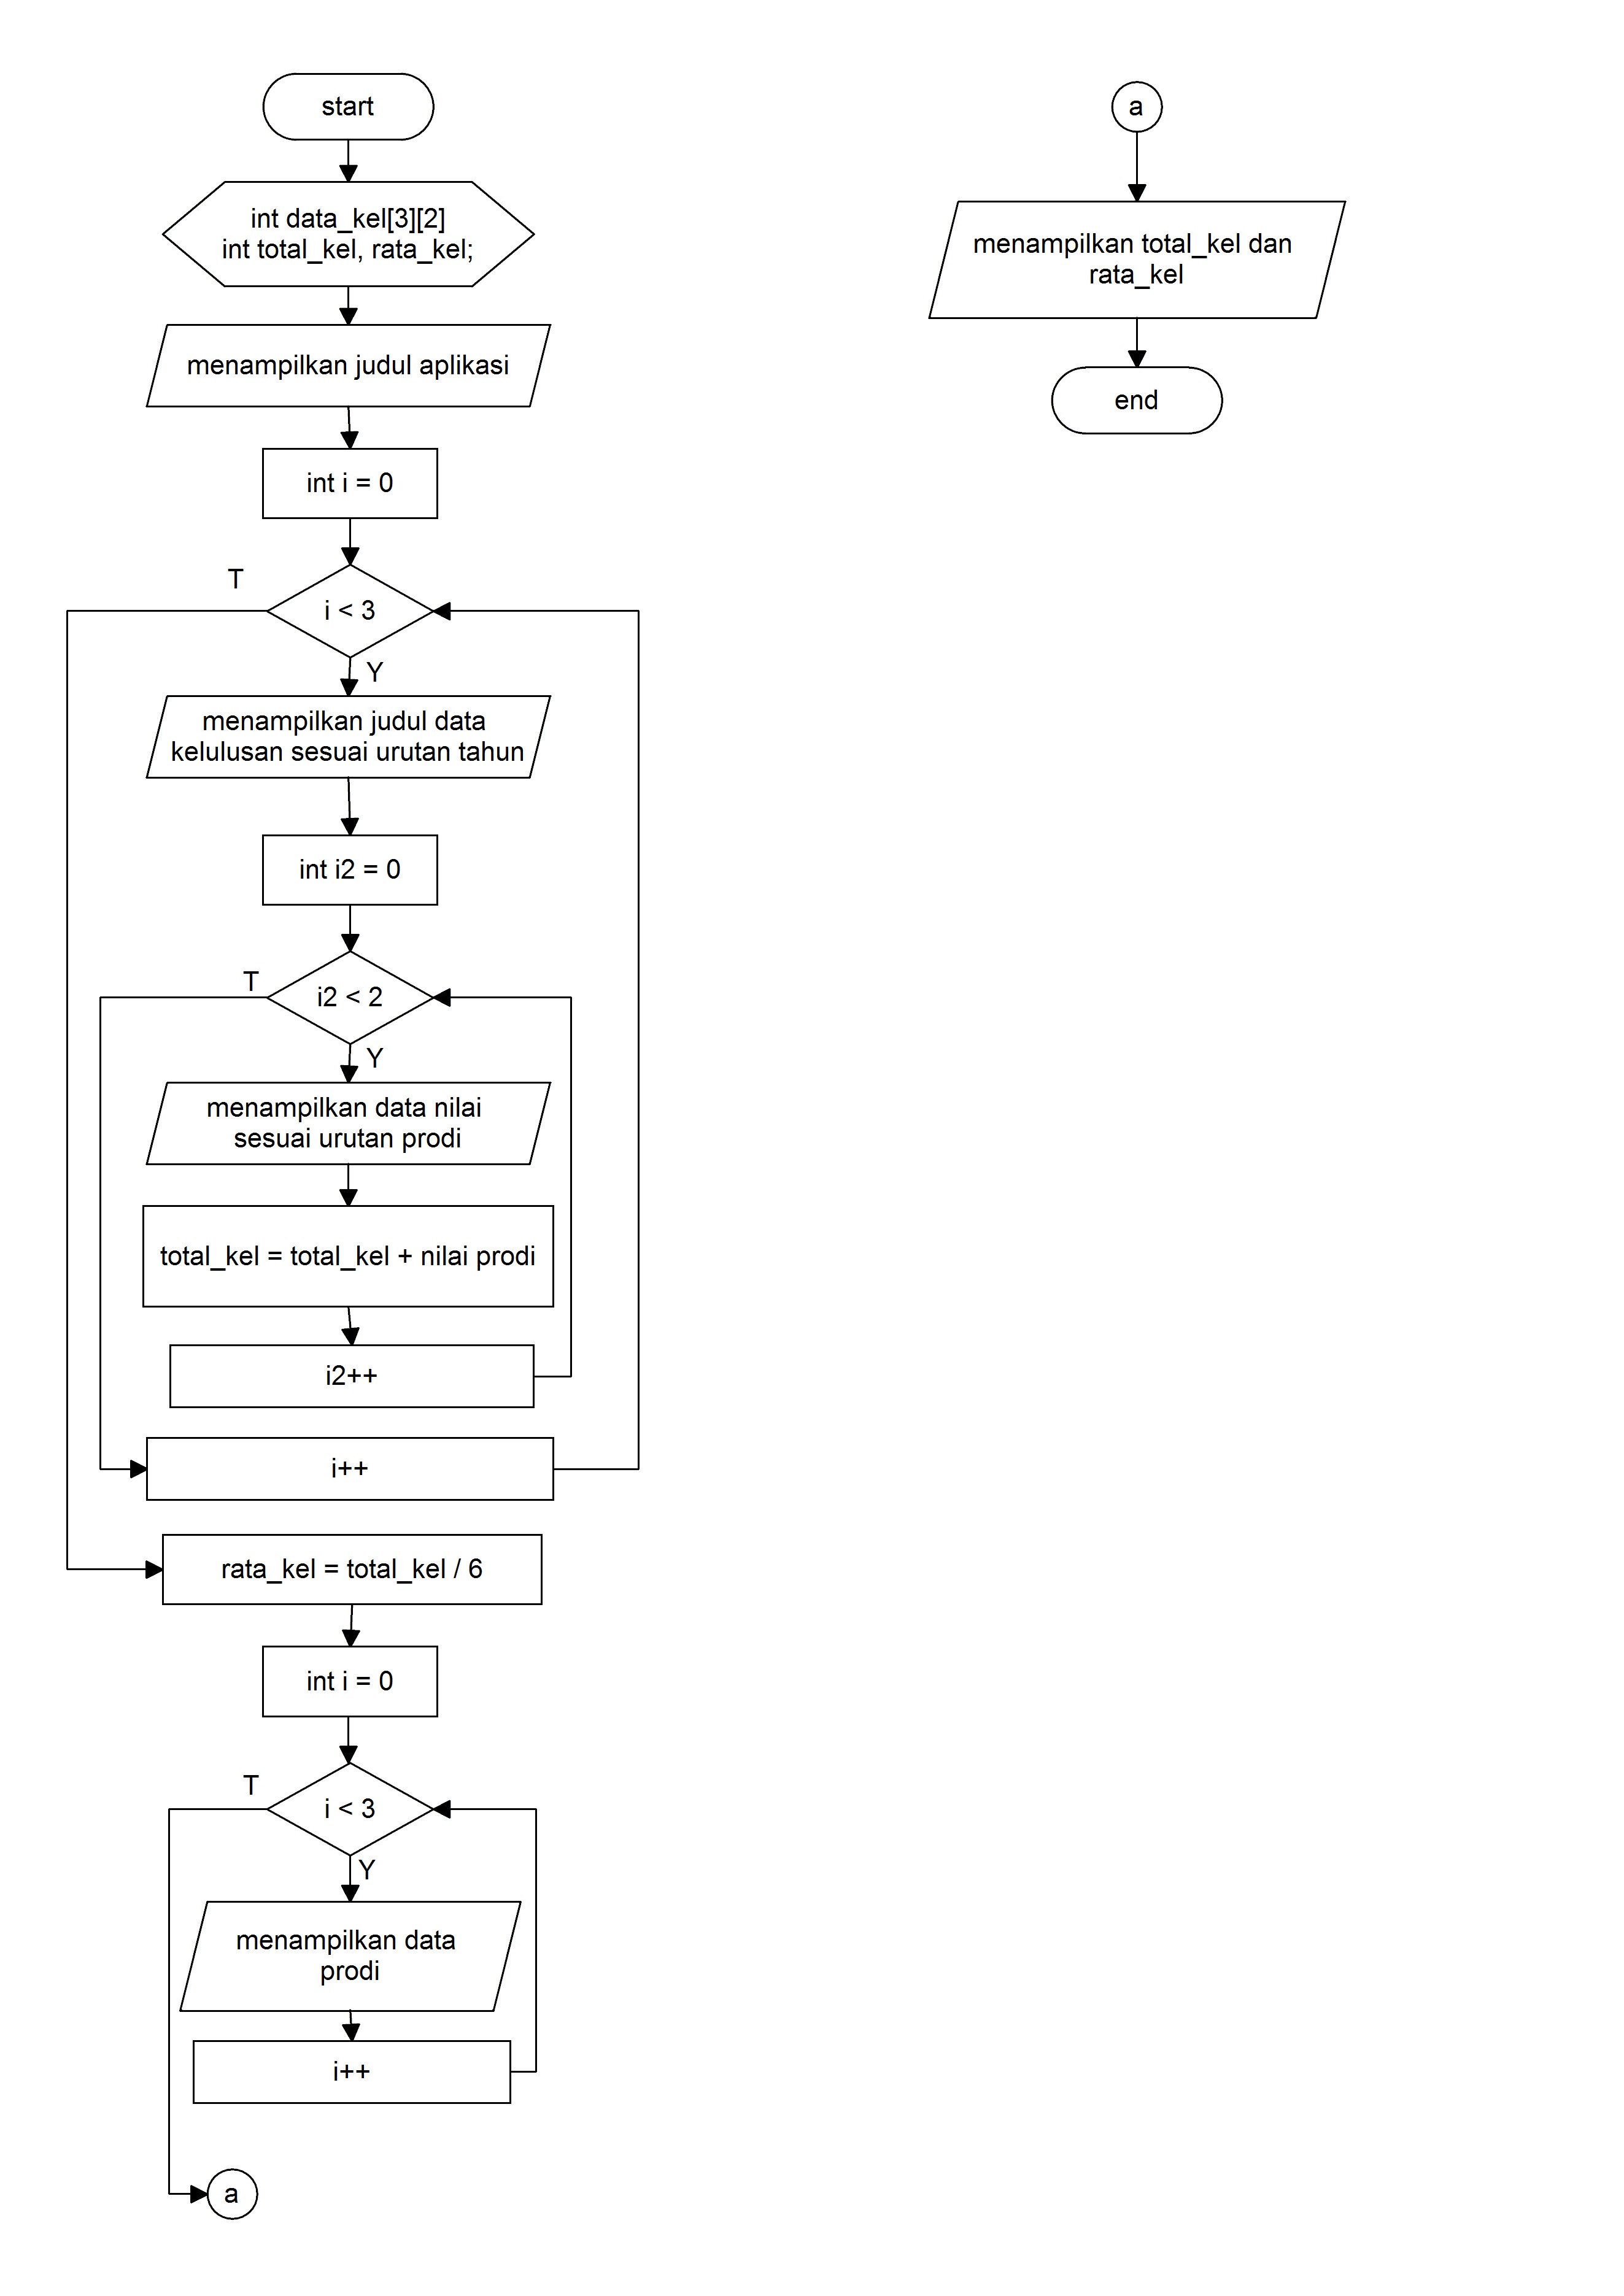 start
int data_kel[3][2]
int total_kel, rata_kel;
menampilkan judul aplikasi
int i = 0
T
i < 3
Y
menampilkan judul data
kelulusan sesuai urutan tahun
int i2 = 0
T
i2 < 2
Y
menampilkan data nilai
sesuai urutan prodi
total_kel = total_kel + nilai prodi
i2++
i++
rata_kel = total_kel / 6
int i = 0
T
i < 3
Y
menampilkan data
prodi
i++
a
a
menampilkan total_kel dan
rata_kel
end